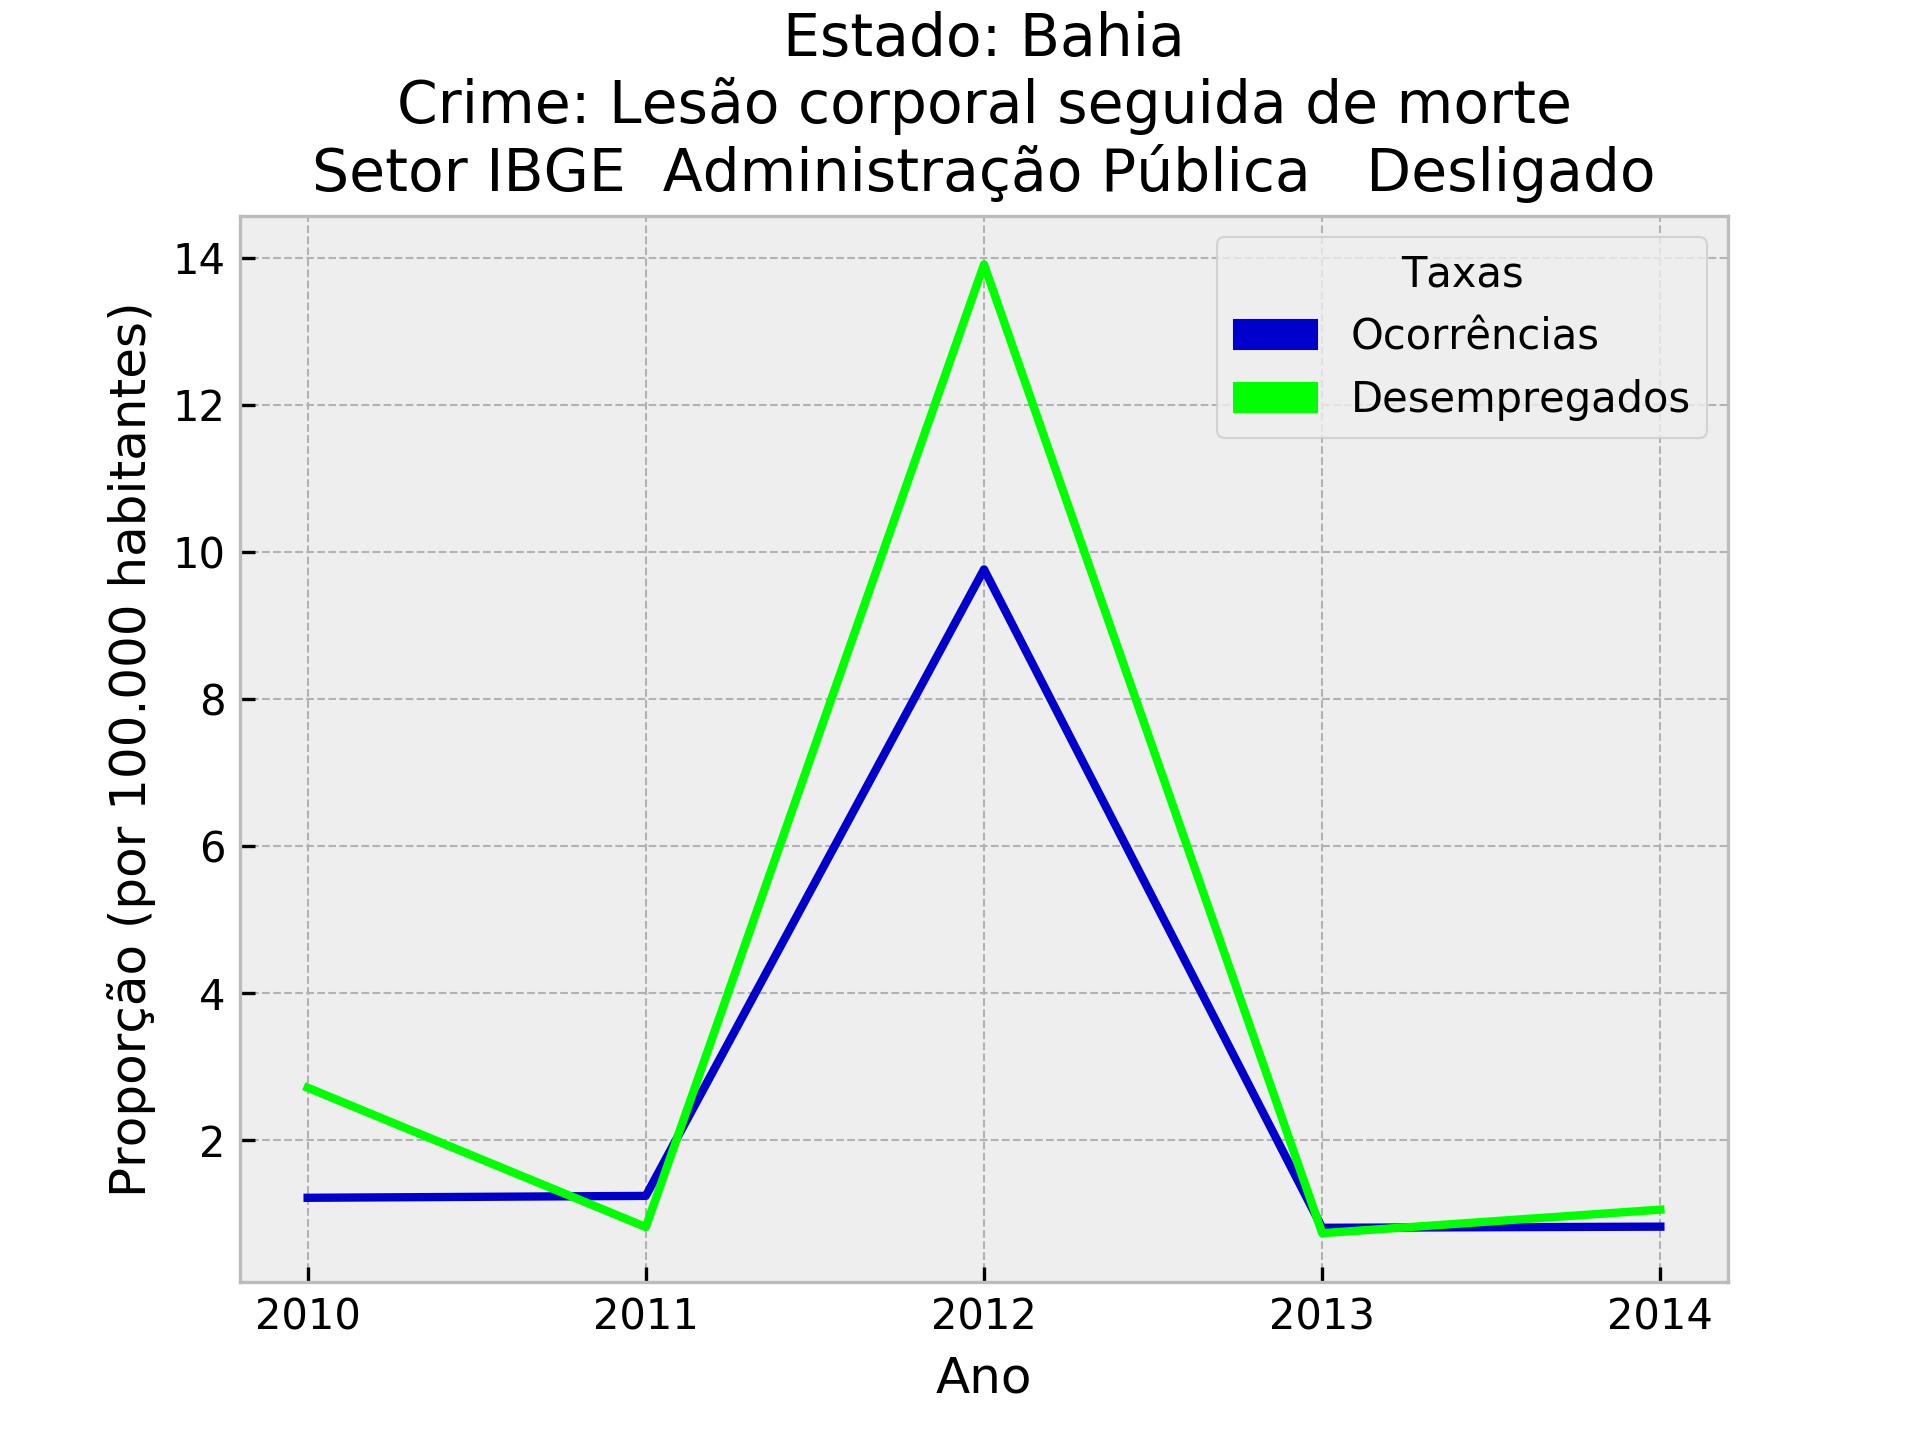 Estado: Bahia
Crime: Lesão corporal seguida de morte
Setor IBGE  Administração Pública   Desligado
Taxas
Ocorrências
Desempregados
Proporção (por 100.000 habitantes)
14
12
10
8
6
4
2
2010 2011 2012 2013 2014
Ano